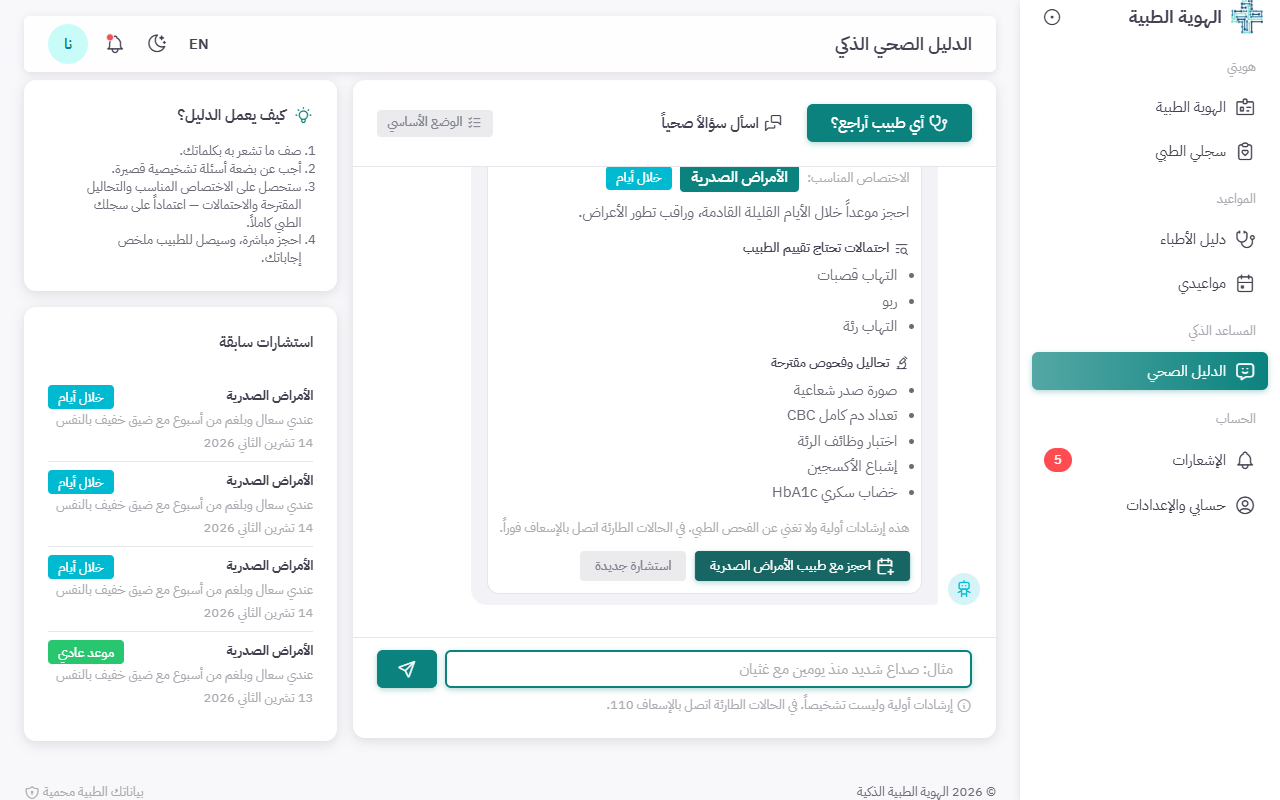 الهوية الطبية
هويتي
الهوية الطبية
سجلي الطبي
المواعيد
دليل الأطباء
مواعيدي
المساعد الذكي
الدليل الصحي
الحساب
الإشعارات
5
حسابي والإعدادات
الدليل الصحي الذكي
EN
نا
أي طبيب أراجع؟
اسأل سؤالاً صحياً
الوضع الأساسي
الاختصاص المناسب: الأمراض الصدرية خلال أيام
احجز موعداً خلال الأيام القليلة القادمة، وراقب تطور الأعراض.
احتمالات تحتاج تقييم الطبيب
التهاب قصبات
ربو
التهاب رئة
تحاليل وفحوص مقترحة
صورة صدر شعاعية
تعداد دم كامل CBC
اختبار وظائف الرئة
إشباع الأكسجين
خضاب سكري HbA1c
هذه إرشادات أولية ولا تغني عن الفحص الطبي. في الحالات الطارئة اتصل بالإسعاف فوراً.
احجز مع طبيب الأمراض الصدرية
استشارة جديدة
مثال: صداع شديد منذ يومين مع غثيان
إرشادات أولية وليست تشخيصاً. في الحالات الطارئة اتصل بالإسعاف 110.
كيف يعمل الدليل؟
1. صف ما تشعر به بكلماتك.
2. أجب عن بضعة أسئلة تشخيصية قصيرة.
3. ستحصل على الاختصاص المناسب والتحاليل
المقترحة والاحتمالات — اعتماداً على سجلك
الطبي كاملاً.
4. احجز مباشرة، وسيصل للطبيب ملخص
إجاباتك.
استشارات سابقة
الأمراض الصدرية خلال أيام
عندي سعال وبلغم من أسبوع مع ضيق خفيف بالنفس
14 تشرين الثاني 2026
الأمراض الصدرية خلال أيام
عندي سعال وبلغم من أسبوع مع ضيق خفيف بالنفس
14 تشرين الثاني 2026
الأمراض الصدرية خلال أيام
عندي سعال وبلغم من أسبوع مع ضيق خفيف بالنفس
14 تشرين الثاني 2026
الأمراض الصدرية موعد عادي
عندي سعال وبلغم من أسبوع مع ضيق خفيف بالنفس
13 تشرين الثاني 2026
© 2026 الهوية الطبية الذكية
بياناتك الطبية محمية